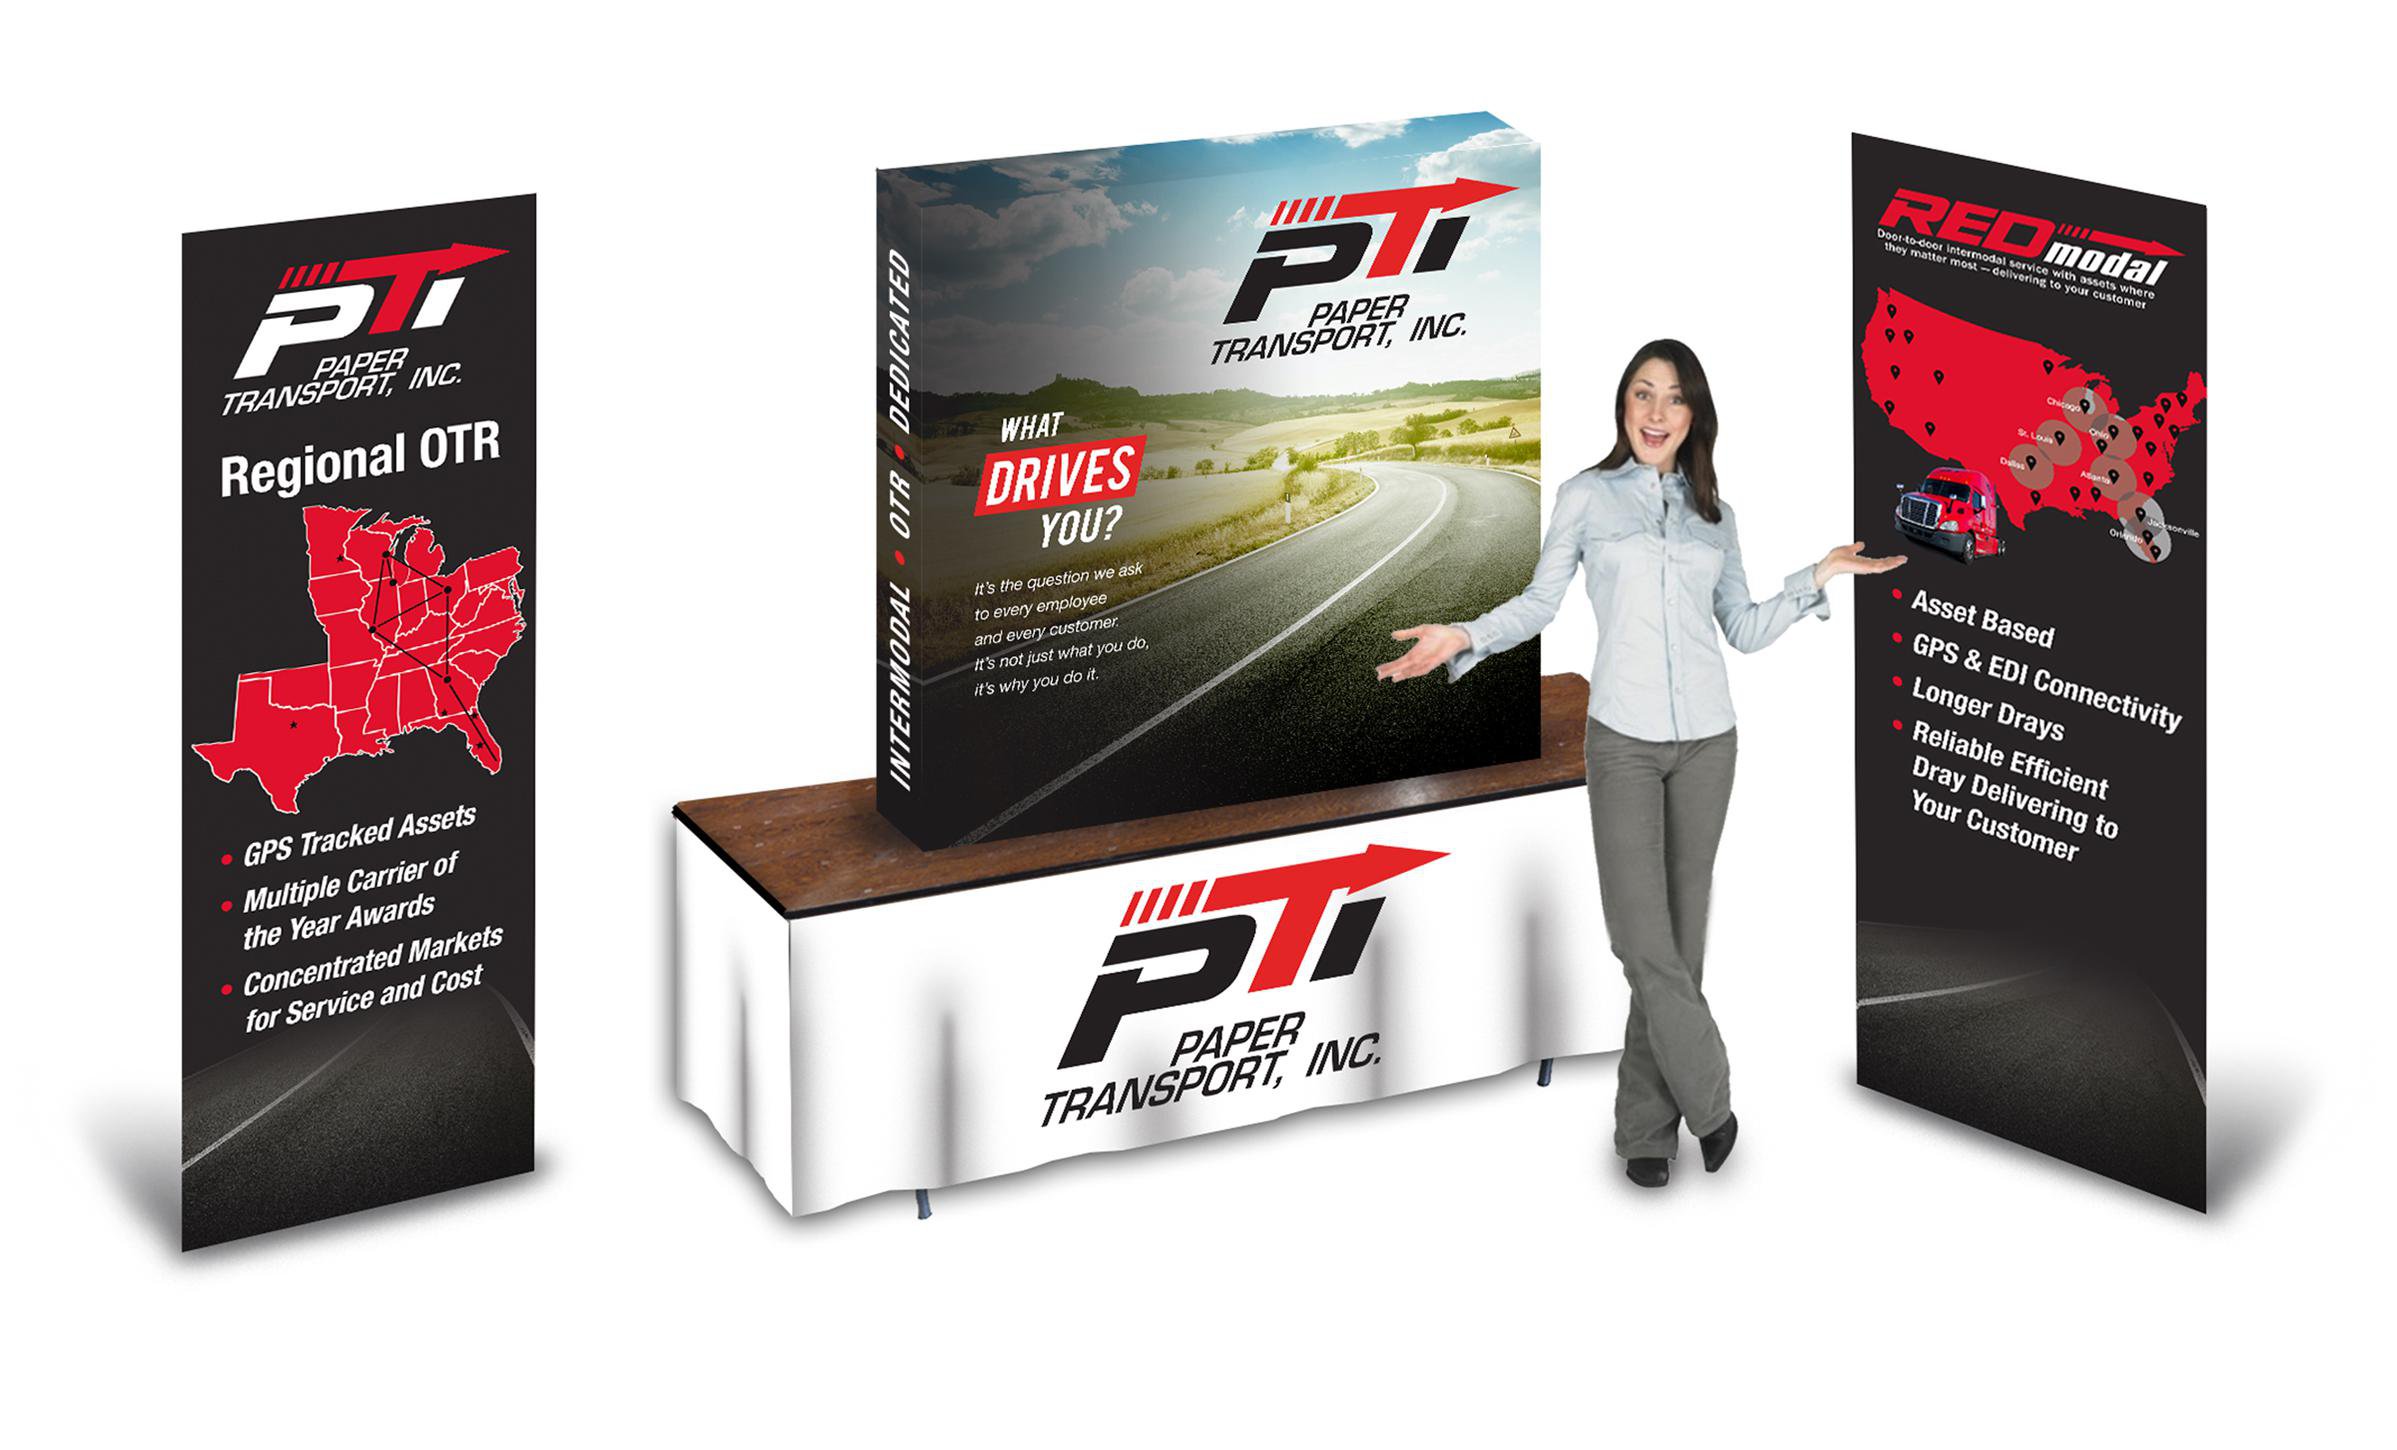 PTi
PAPER
TRANSPORT, INC.
Regional OTR
• GPS Tracked Assets
• Multiple Carrier of
the Year Awards
• Concentrated Markets
for Service and Cost
INTERMODAL • OTR • DEDICATED
PTi
PAPER
TRANSPORT, INC.
WHAT
DRIVES
YOU?
It's the question we ask
to every employee
and every customer.
It's not just what you do,
it's why you do it.
PTi
PAPER
TRANSPORT, INC.
RED
modal
Door-to-door intermodal service with assets where
they matter most — delivering to your customer
Chicago
Ohio
St. Louis
Dallas
Atlanta
Jacksonville
Orlando
• Asset Based
• GPS & EDI Connectivity
• Longer Drays
• Reliable Efficient
Dray Delivering to
Your Customer